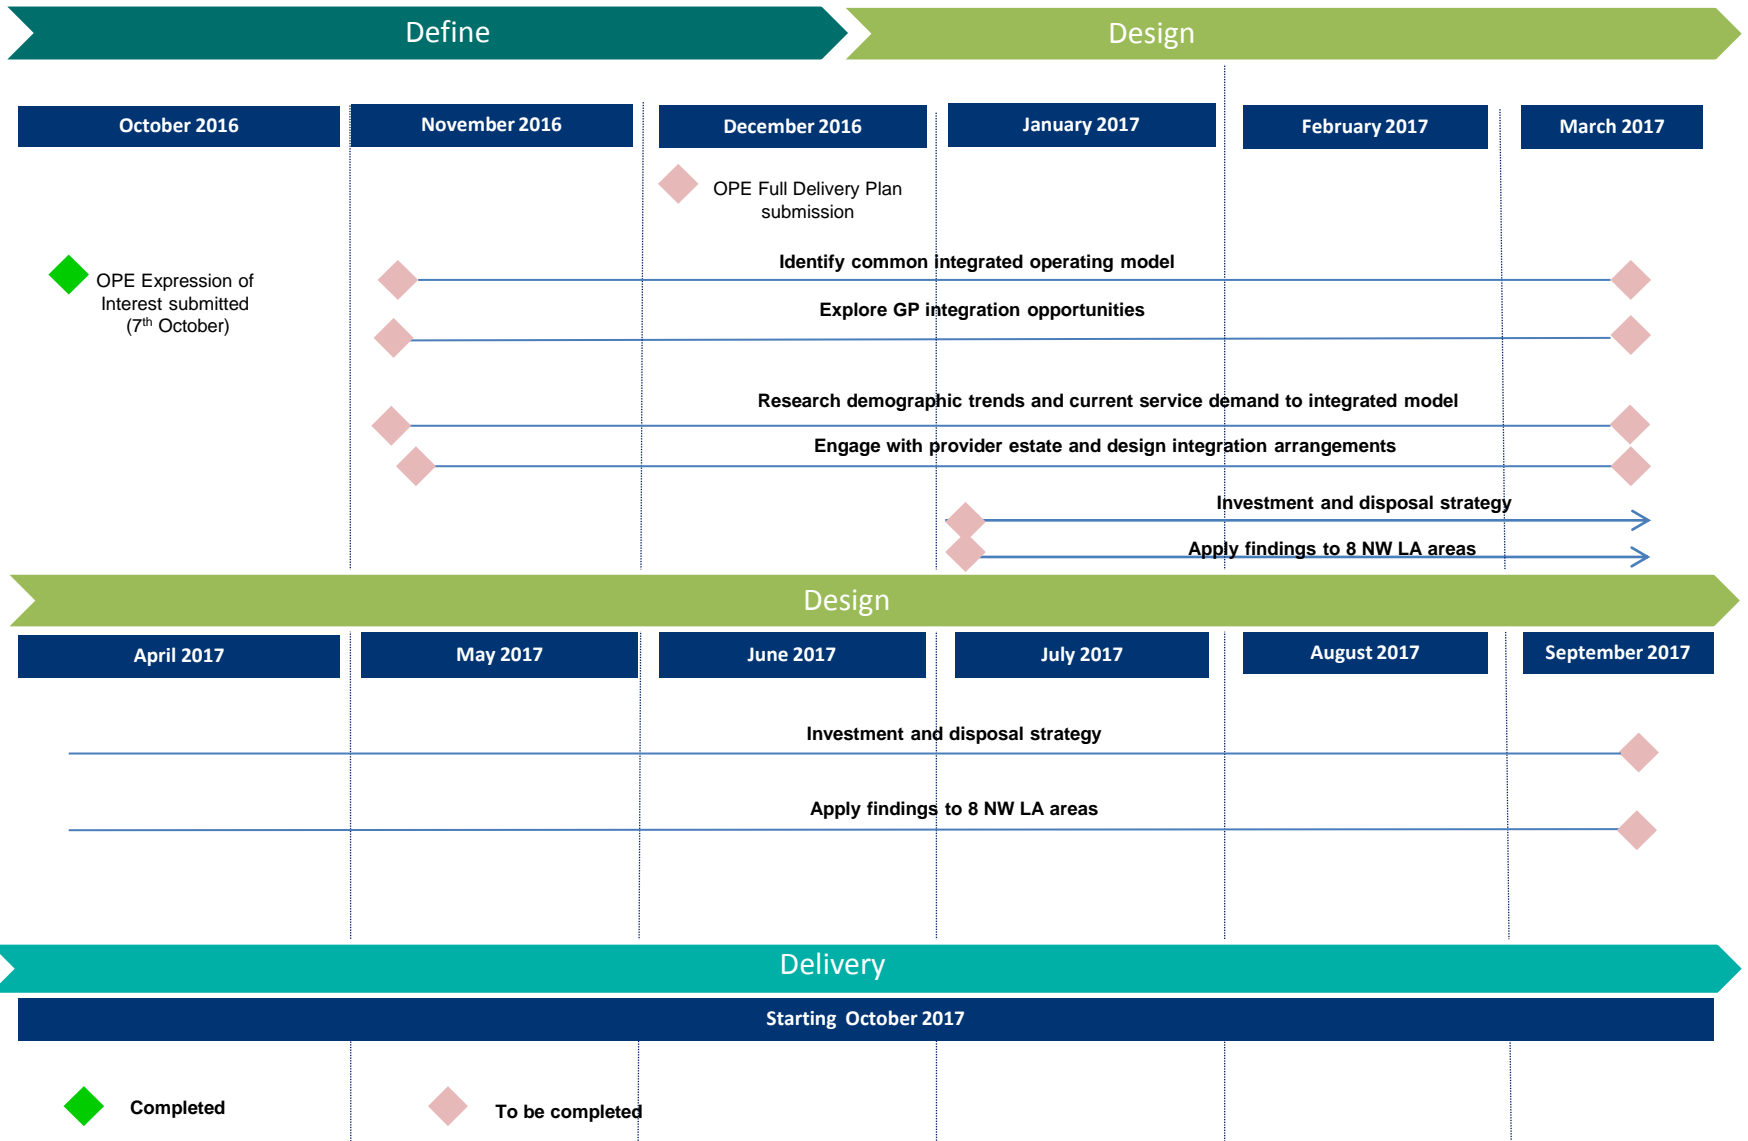 Define
Design
October 2016
November 2016
December 2016
January 2017
February 2017
March 2017
OPE Full Delivery Plan
submission
OPE Expression of
Interest submitted
(7th October)
Identify common integrated operating model
Explore GP integration opportunities
Research demographic trends and current service demand to integrated model
Engage with provider estate and design integration arrangements
Investment and disposal strategy
Apply findings to 8 NW LA areas
Design
April 2017
May 2017
June 2017
July 2017
August 2017
September 2017
Investment and disposal strategy
Apply findings to 8 NW LA areas
Delivery
Starting October 2017
Completed
To be completed